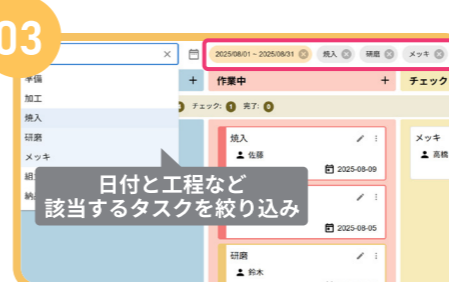 03
2025/08/01 ~ 2025/08/31
焼入
研磨
メッキ
準備
加工
焼入
研磨
メッキ
組
納
+ 作業中
+ チェック
チェック: 1 完了: 0
焼入
佐藤
2025-08-09
2025-08-05
研磨
鈴木
メッキ
高橋
日付と工程など
該当するタスクを絞り込み